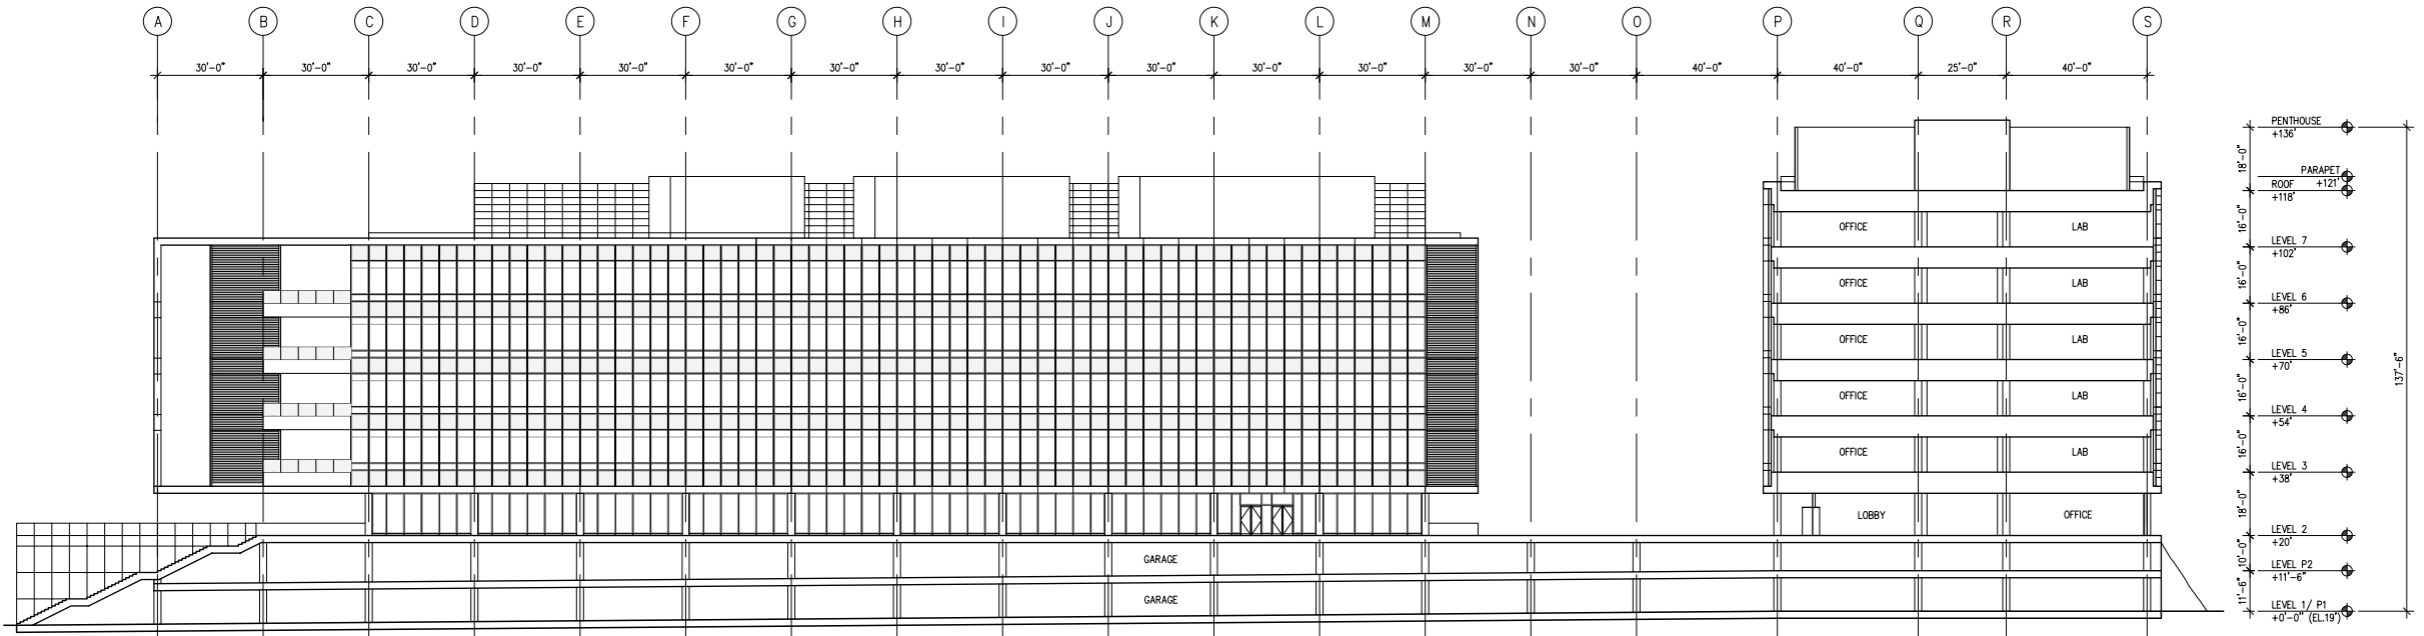 A B C D E F G H I J K L M N O P Q R S
30'-0" 30'-0" 30'-0" 30'-0" 30'-0" 30'-0" 30'-0" 30'-0" 30'-0" 30'-0" 30'-0" 30'-0" 30'-0" 30'-0" 40'-0" 40'-0" 25'-0" 40'-0"
PENTHOUSE
+136'
18'-0"
PARAPET
+121'
ROOF
+118'
16'-0"
OFFICE LAB
LEVEL 7
+102'
16'-0"
OFFICE LAB
LEVEL 6
+86'
16'-0"
OFFICE LAB
LEVEL 5
+70'
137'-6"
16'-0"
OFFICE LAB
LEVEL 4
+54'
16'-0"
OFFICE LAB
LEVEL 3
+38'
18'-0"
LOBBY OFFICE
LEVEL 2
+20'
10'-0"
GARAGE
LEVEL P2
+11'-6"
11'-6"
GARAGE
LEVEL 1/ P1
+0'-0" (EL.19')